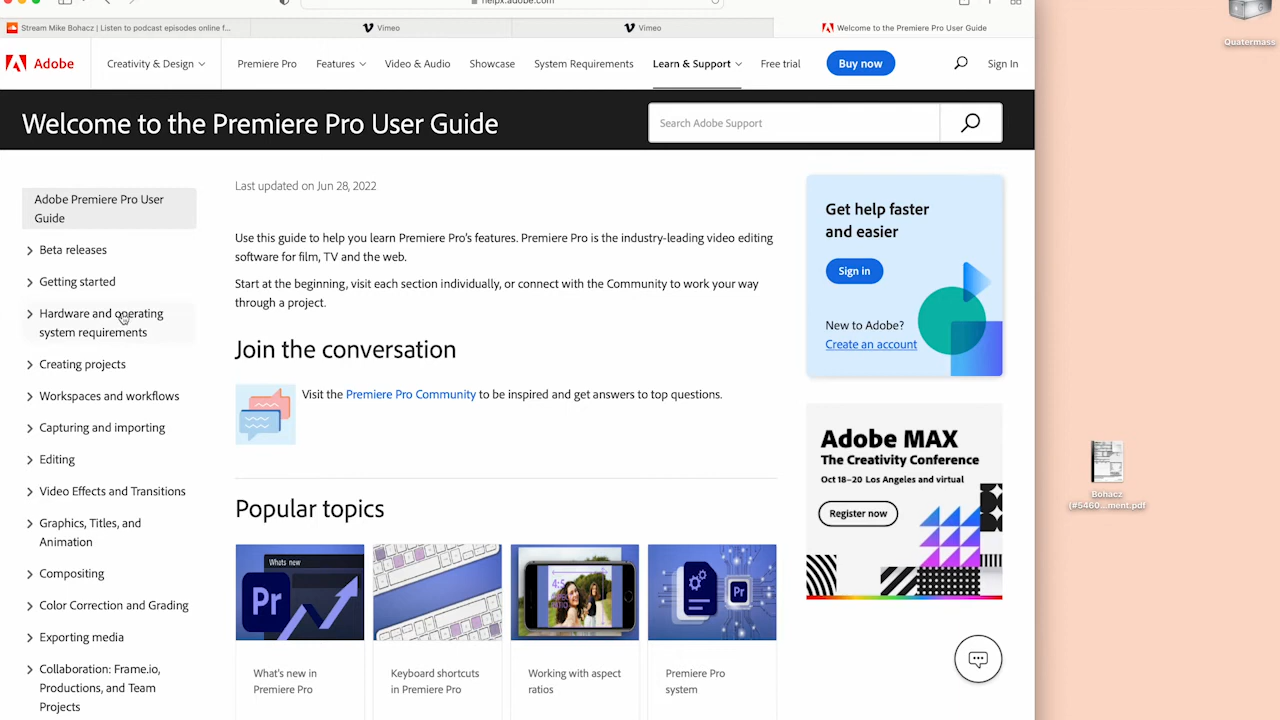 helpx.adobe.com
Stream Mike Bohacz | Listen to podcast episodes online f...
Vimeo
Vimeo
Welcome to the Premiere Pro User Guide
Adobe
Creativity & Design
Premiere Pro
Features
Video & Audio
Showcase
System Requirements
Learn & Support
Free trial
Buy now
Sign In
Welcome to the Premiere Pro User Guide
Search Adobe Support
Adobe Premiere Pro User
Guide
Beta releases
Getting started
Hardware and operating
system requirements
Creating projects
Workspaces and workflows
Capturing and importing
Editing
Video Effects and Transitions
Graphics, Titles, and
Animation
Compositing
Color Correction and Grading
Exporting media
Collaboration: Frame.io,
Productions, and Team
Projects
Last updated on Jun 28, 2022
Use this guide to help you learn Premiere Pro's features. Premiere Pro is the industry-leading video editing
software for film, TV and the web.
Start at the beginning, visit each section individually, or connect with the Community to work your way
through a project.
Join the conversation
Visit the Premiere Pro Community to be inspired and get answers to top questions.
Popular topics
Whats new
Pr
Pr
What's new in
Premiere Pro
Keyboard shortcuts
in Premiere Pro
Working with aspect
ratios
Premiere Pro
system
Get help faster
and easier
Sign in
New to Adobe?
Create an account
Adobe MAX
The Creativity Conference
Oct 18–20 Los Angeles and virtual
Register now
Quatermass
Bohacz
(#5460...ment.pdf